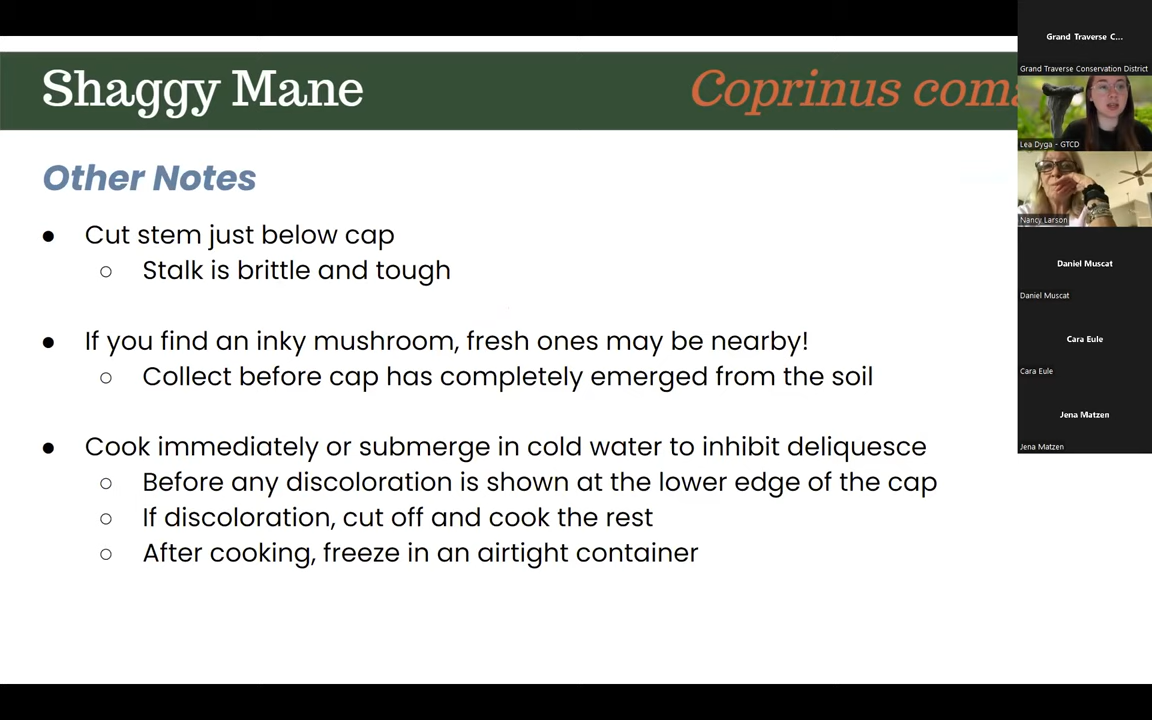 Shaggy Mane
Coprinus coma
Other Notes
● Cut stem just below cap
○ Stalk is brittle and tough
● If you find an inky mushroom, fresh ones may be nearby!
○ Collect before cap has completely emerged from the soil
● Cook immediately or submerge in cold water to inhibit deliquesce
○ Before any discoloration is shown at the lower edge of the cap
○ If discoloration, cut off and cook the rest
○ After cooking, freeze in an airtight container
Grand Traverse C...
Grand Traverse Conservation District
Lea Dyga - GTCD
Nancy Larson
Daniel Muscat
Daniel Muscat
Cara Eule
Cara Eule
Jena Matzen
Jena Matzen